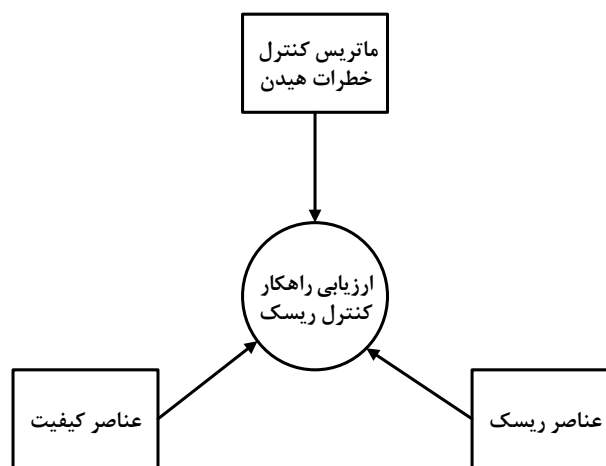 ماتریس کنترل
خطرات هیدن
ارزیابی راهکار
کنترل ریسک
عناصر ریسک
عناصر کیفیت